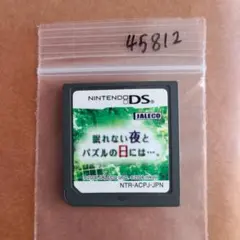 45812
NINTENDO DS
JALECO
眠れない夜と
パズルの日には…。
NTR-ACPJ-JPN